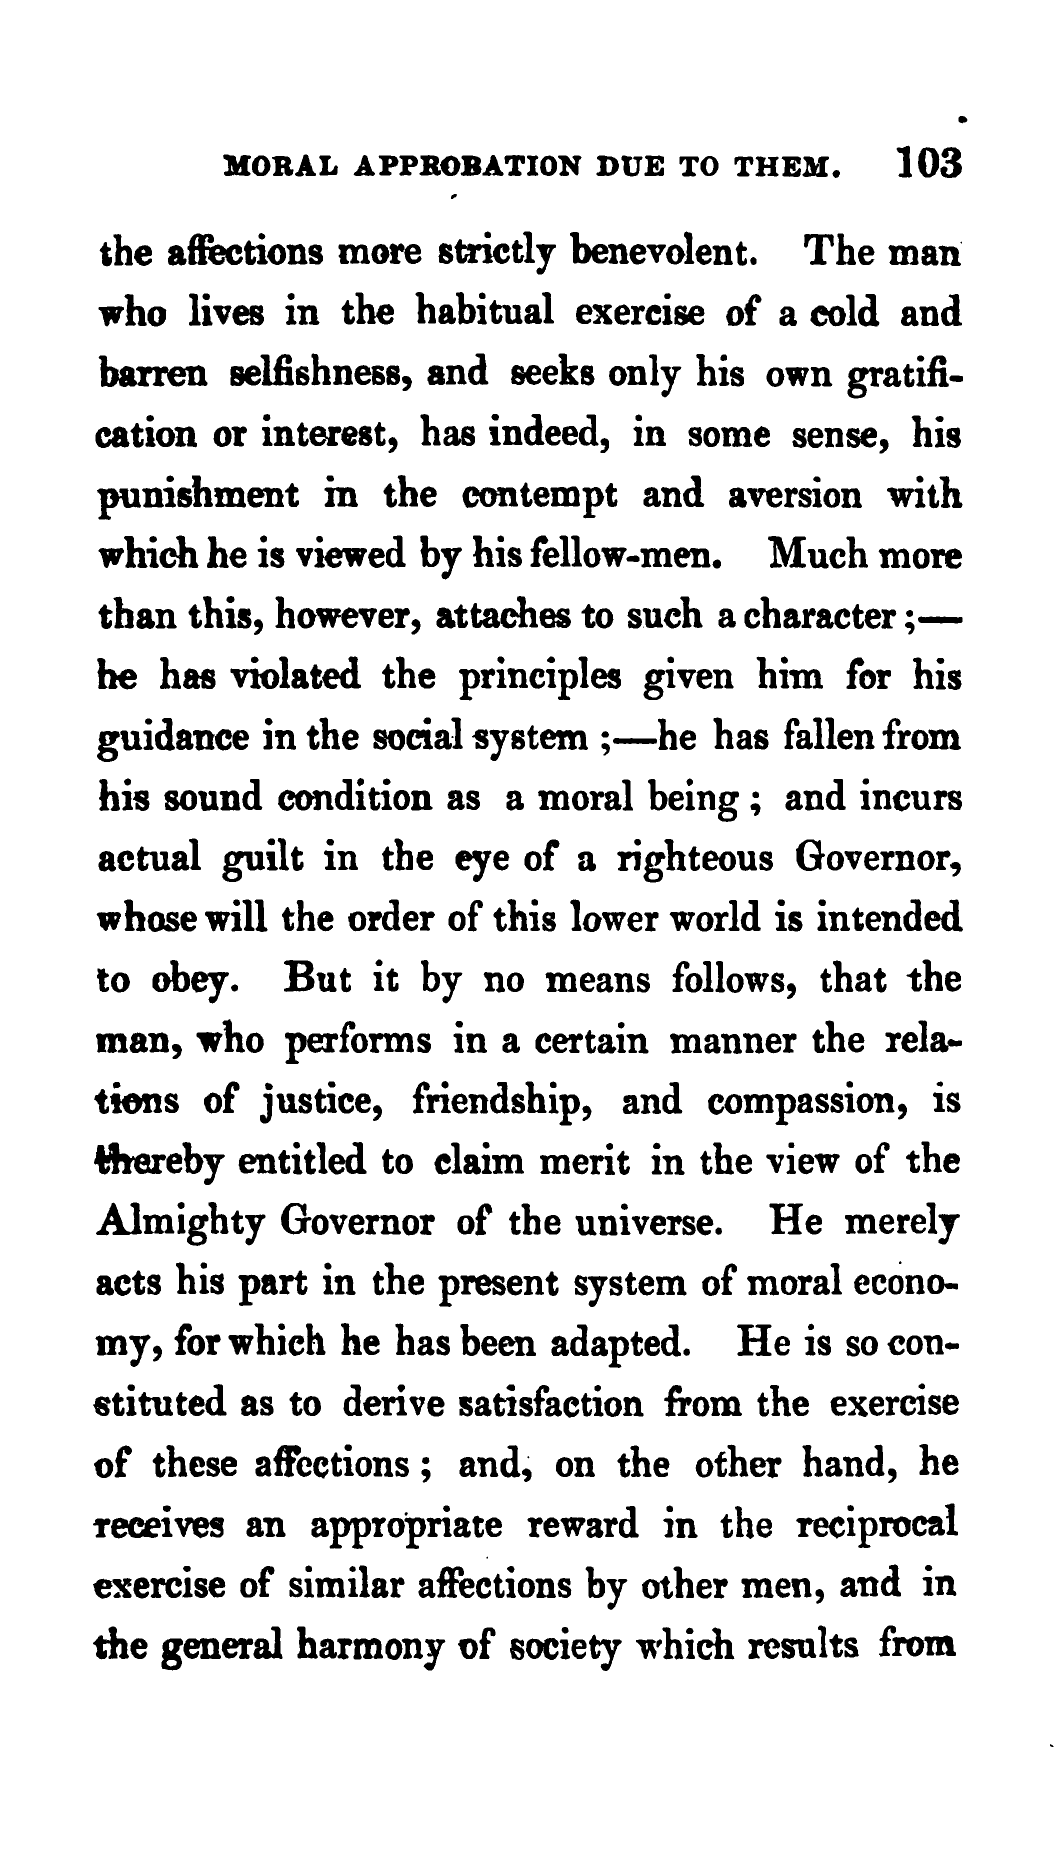 MORAL APPROBATION DUE TO THEM. 103
the affections more strictly benevolent. The man
who lives in the habitual exercise of a cold and
barren selfishness, and seeks only his own gratifi-
cation or interest, has indeed, in some sense, his
punishment in the contempt and aversion with
which he is viewed by his fellow-men. Much more
than this, however, attaches to such a character ;—
he has violated the principles given him for his
guidance in the social system ;—he has fallen from
his sound condition as a moral being ; and incurs
actual guilt in the eye of a righteous Governor,
whose will the order of this lower world is intended
to obey. But it by no means follows, that the
man, who performs in a certain manner the rela-
tions of justice, friendship, and compassion, is
thereby entitled to claim merit in the view of the
Almighty Governor of the universe. He merely
acts his part in the present system of moral econo-
my, for which he has been adapted. He is so con-
stituted as to derive satisfaction from the exercise
of these affections ; and, on the other hand, he
receives an appropriate reward in the reciprocal
exercise of similar affections by other men, and in
the general harmony of society which results from